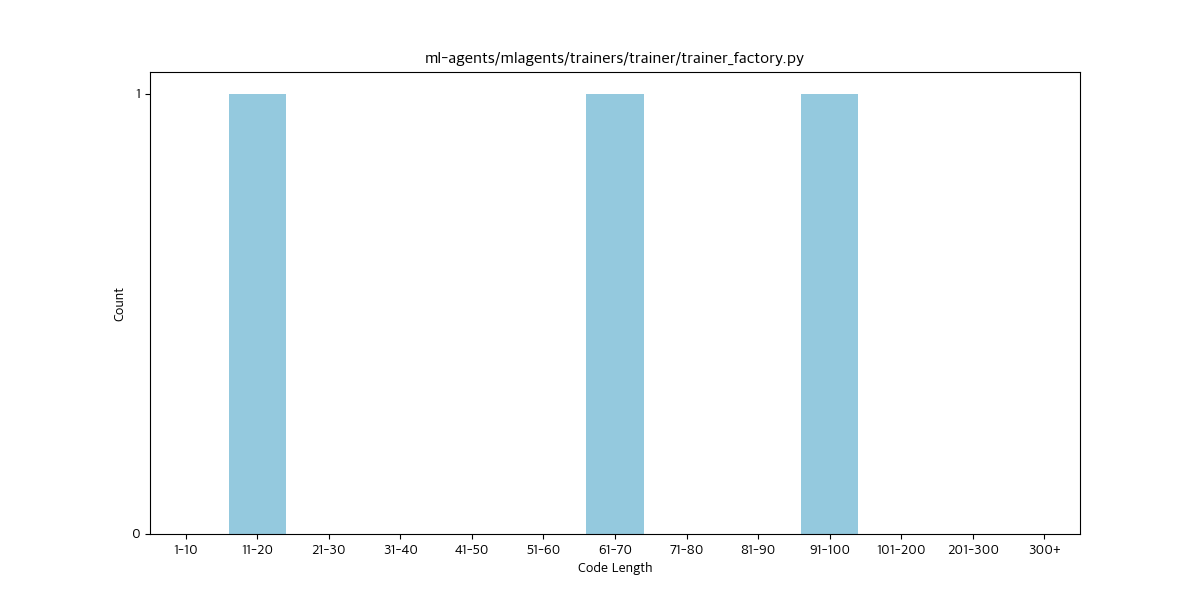 ml-agents/mlagents/trainers/trainer/trainer_factory.py
1
Count
0
1-10 11-20 21-30 31-40 41-50 51-60 61-70 71-80 81-90 91-100 101-200 201-300 300+
Code Length